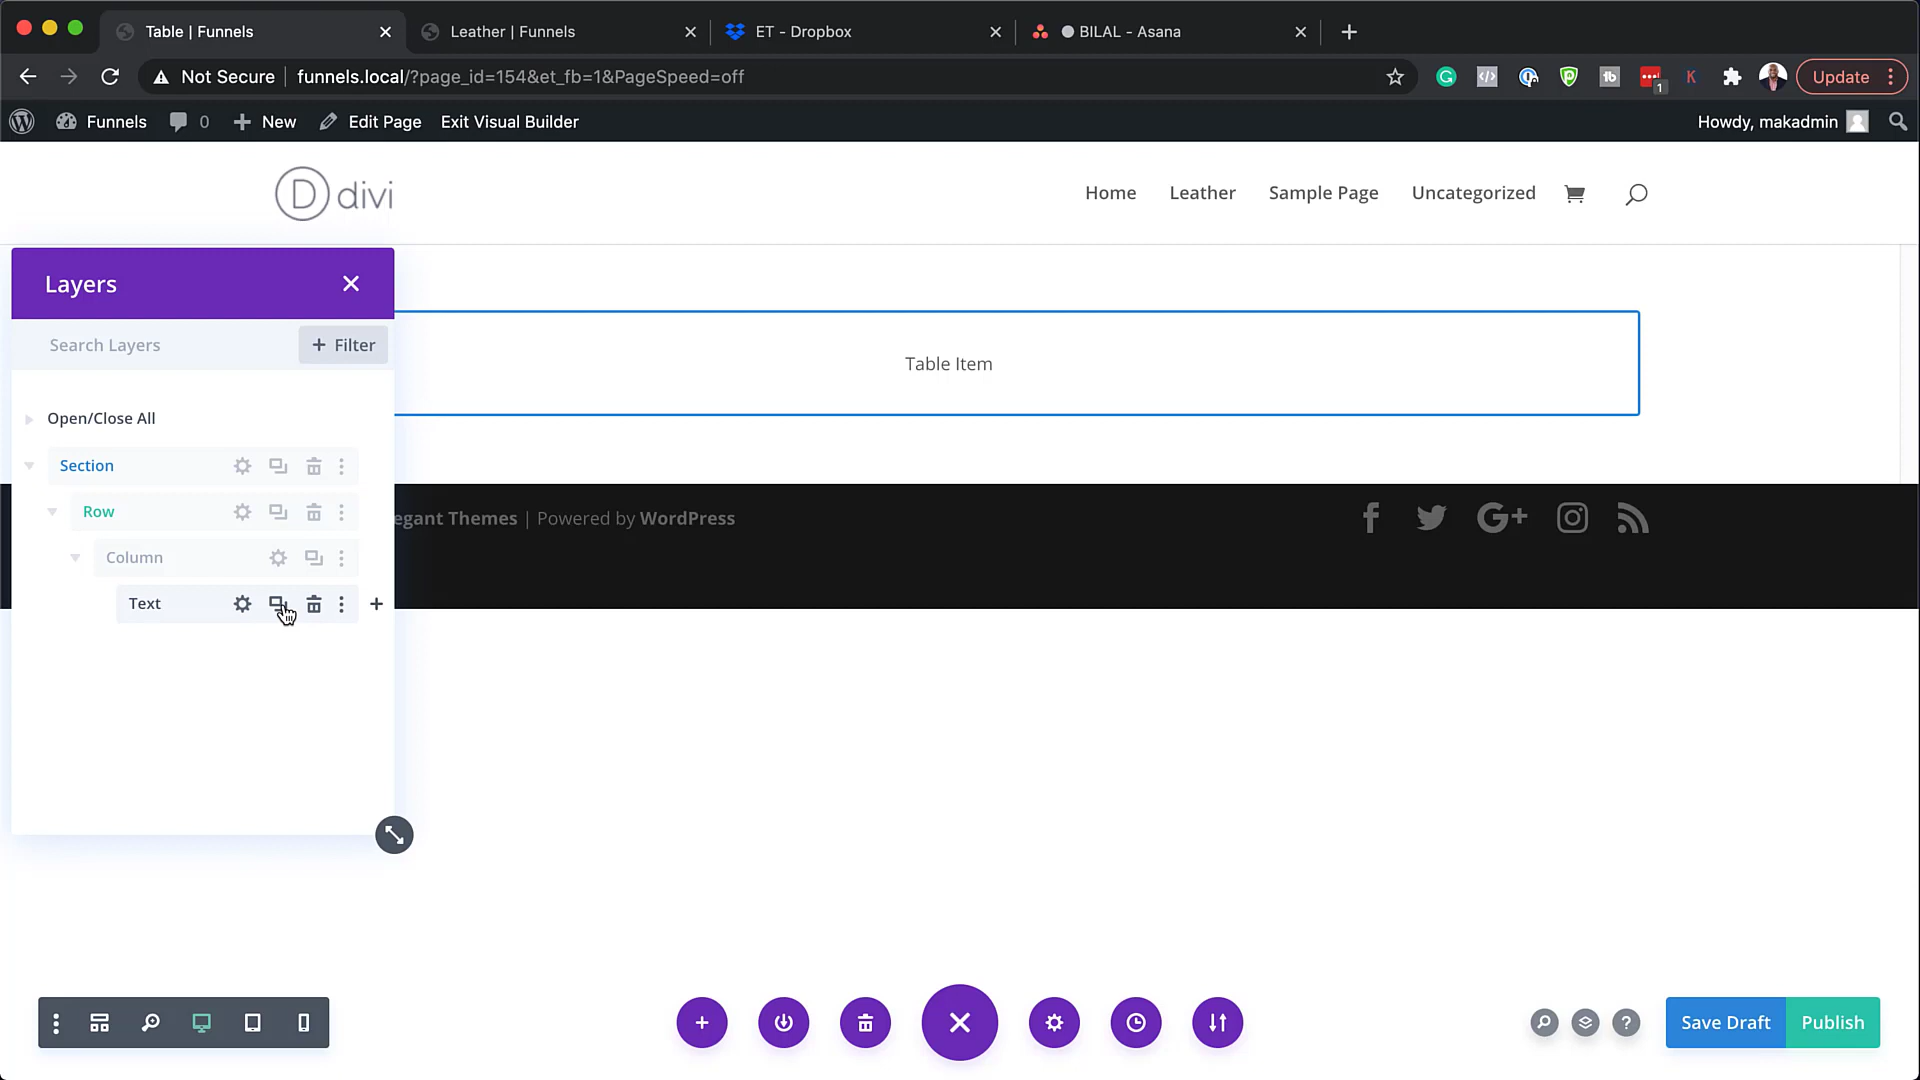 Table | Funnels
Leather | Funnels
ET - Dropbox
BILAL - Asana
Not Secure
funnels.local/?page_id=154&et_fb=1&PageSpeed=off
1
K
Update
Funnels
0
New
Edit Page
Exit Visual Builder
Howdy, makadmin
D divi
Home
Leather
Sample Page
Uncategorized
Layers
Search Layers
+ Filter
Table Item
Open/Close All
Section
Row
egant Themes | Powered by WordPress
Column
Text
Save Draft
Publish